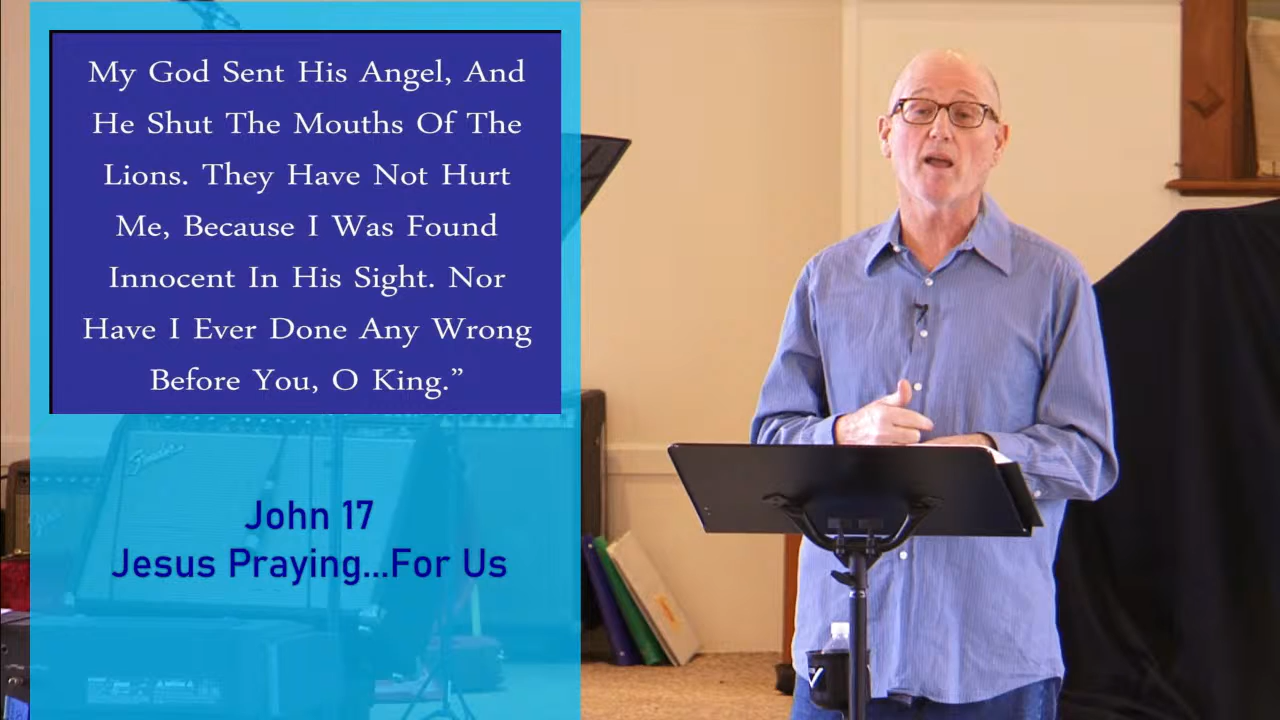 My God Sent His Angel, And
He Shut The Mouths Of The
Lions. They Have Not Hurt
Me, Because I Was Found
Innocent In His Sight. Nor
Have I Ever Done Any Wrong
Before You, O King.”
Fender
John 17
Jesus Praying...For Us